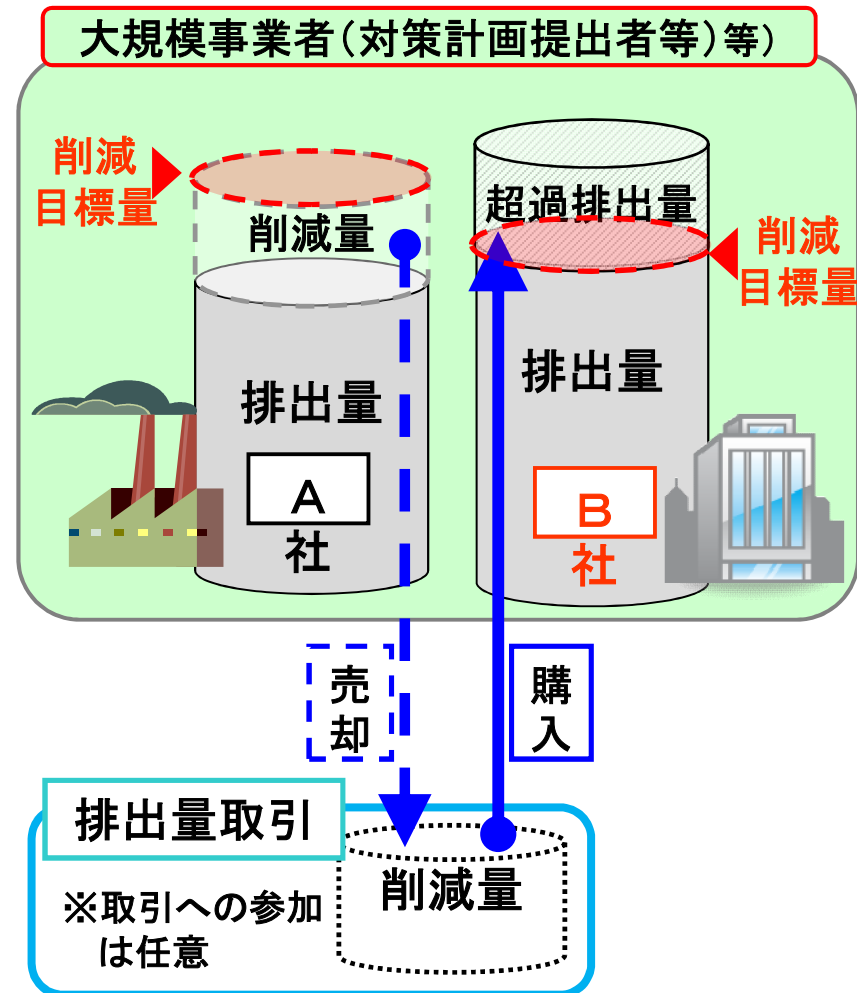 大規模事業者（対策計画提出者等）等）
削減
目標量
削減量
超過排出量
削減
目標量
排出量
排出量
A
社
B
社
売
却
購
入
排出量取引
削減量
※取引への参加
は任意